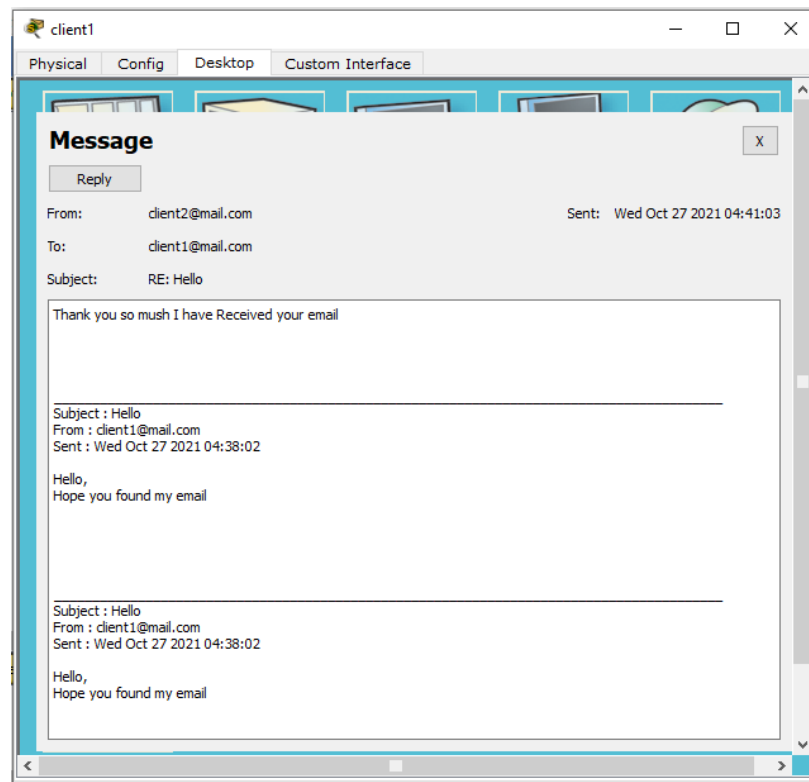 client1
Physical Config Desktop Custom Interface
Message
X
Reply
From: client2@mail.com Sent: Wed Oct 27 2021 04:41:03
To: client1@mail.com
Subject: RE: Hello
Thank you so mush I have Received your email
Subject : Hello
From : client1@mail.com
Sent : Wed Oct 27 2021 04:38:02
Hello,
Hope you found my email
Subject : Hello
From : client1@mail.com
Sent : Wed Oct 27 2021 04:38:02
Hello,
Hope you found my email